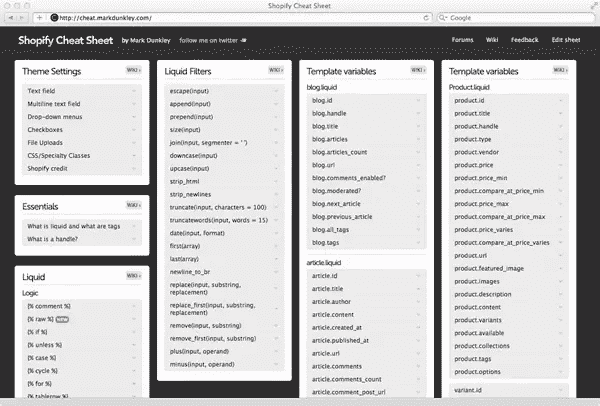 Shopify Cheat Sheet
http://cheat.markdunkley.com/
Google
Shopify Cheat Sheet by Mark Dunkley follow me on twitter
Forums Wiki Feedback Edit sheet
Theme Settings
WIKI
Text field
Multiline text field
Drop-down menus
Checkboxes
File Uploads
CSS/Specialty Classes
Shopify credit
Essentials
WIKI
What is liquid and what are tags
What is a handle?
Liquid
WIKI
Logic
{% comment %}
{% raw %} NEW
{% if %}
{% unless %}
{% case %}
{% cycle %}
{% for %}
{% tablerow %}
Liquid Filters
WIKI
escape(input)
append(input)
prepend(input)
size(input)
join(input, segmenter = ' ')
downcase(input)
upcase(input)
strip_html
strip_newlines
truncate(input, characters = 100)
truncatewords(input, words = 15)
date(input, format)
first(array)
last(array)
newline_to_br
replace(input, substring,
replacement)
replace_first(input, substring,
replacement)
remove(input, substring)
remove_first(input, substring)
plus(input, operand)
minus(input, operand)
Template variables
WIKI
blog.liquid
blog.id
blog.handle
blog.title
blog.articles
blog.articles_count
blog.url
blog.comments_enabled?
blog.moderated?
blog.next_article
blog.previous_article
blog.all_tags
blog.tags
article.liquid
article.id
article.title
article.author
article.content
article.created_at
article.published_at
article.url
article.comments
article.comments_count
article.comment_post_url
Template variables
WIKI
Product.liquid
product.id
product.title
product.handle
product.type
product.vendor
product.price
product.price_min
product.compare_at_price_min
product.price_max
product.compare_at_price_max
product.price_varies
product.compare_at_price_varies
product.url
product.featured_image
product.images
product.description
product.content
product.variants
product.available
product.collections
product.tags
product.options
variant.id